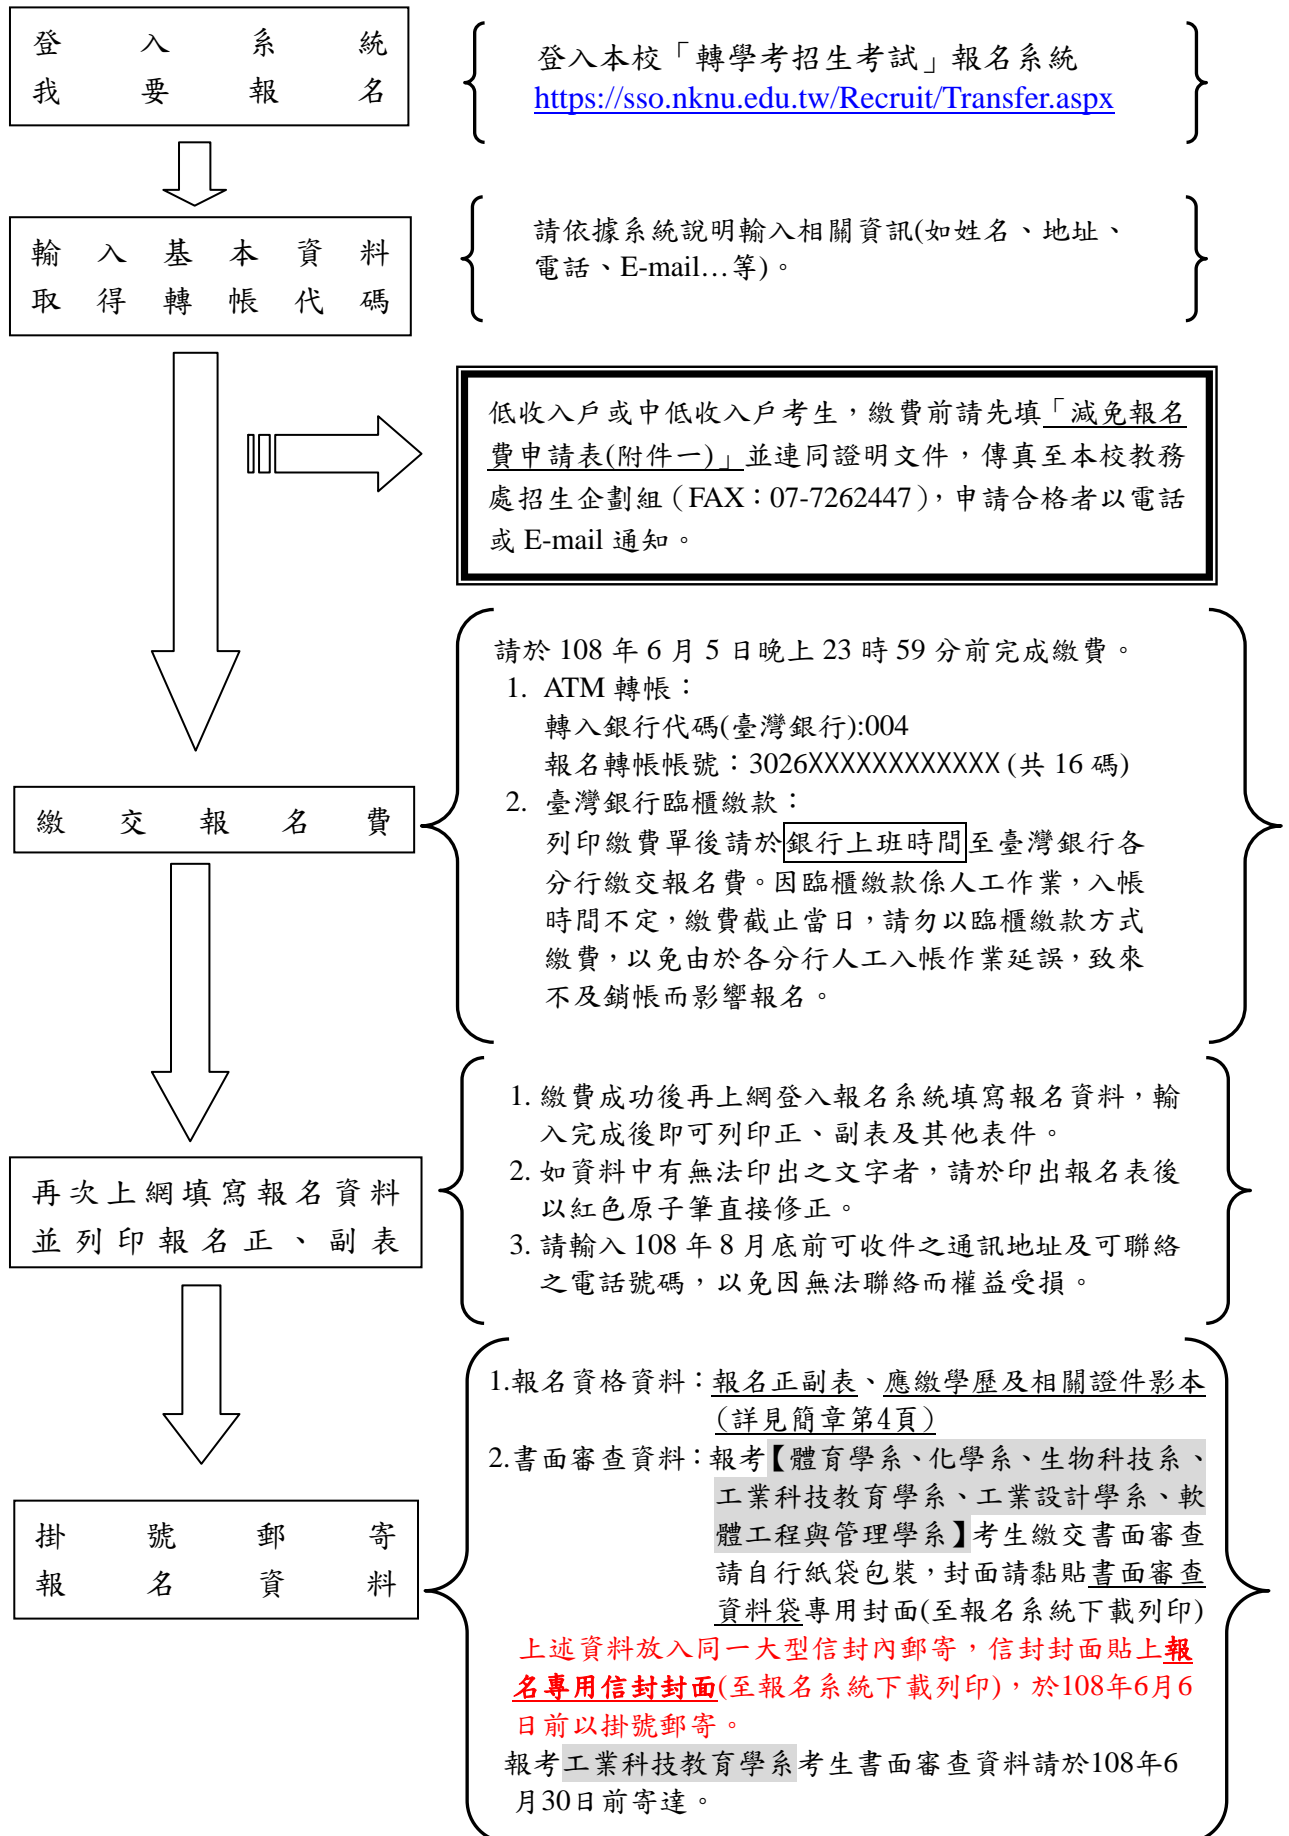 登入系統
我要報名
登入本校「轉學考招生考試」報名系統
https://sso.nknu.edu.tw/Recruit/Transfer.aspx
輸入基本資料
取得轉帳代碼
請依據系統說明輸入相關資訊(如姓名、地址、
電話、E-mail…等)。
低收入戶或中低收入戶考生，繳費前請先填「減免報名
費申請表(附件一)」並連同證明文件，傳真至本校教務
處招生企劃組（FAX：07-7262447），申請合格者以電話
或 E-mail 通知。
繳交報名費
請於 108 年 6 月 5 日晚上 23 時 59 分前完成繳費。
1. ATM 轉帳：
轉入銀行代碼(臺灣銀行):004
報名轉帳帳號：3026XXXXXXXXXXXX (共 16 碼)
2. 臺灣銀行臨櫃繳款：
列印繳費單後請於銀行上班時間至臺灣銀行各
分行繳交報名費。因臨櫃繳款係人工作業，入帳
時間不定，繳費截止當日，請勿以臨櫃繳款方式
繳費，以免由於各分行人工入帳作業延誤，致來
不及銷帳而影響報名。
再次上網填寫報名資料
並列印報名正、副表
1. 繳費成功後再上網登入報名系統填寫報名資料，輸
入完成後即可列印正、副表及其他表件。
2. 如資料中有無法印出之文字者，請於印出報名表後
以紅色原子筆直接修正。
3. 請輸入 108 年 8 月底前可收件之通訊地址及可聯絡
之電話號碼，以免因無法聯絡而權益受損。
掛號郵寄
報名資料
1.報名資格資料：報名正副表、應繳學歷及相關證件影本
(詳見簡章第4頁)
2.書面審查資料：報考【體育學系、化學系、生物科技系、
工業科技教育學系、工業設計學系、軟
體工程與管理學系】考生繳交書面審查
請自行紙袋包裝，封面請黏貼書面審查
資料袋專用封面(至報名系統下載列印)
上述資料放入同一大型信封內郵寄，信封封面貼上報
名專用信封封面(至報名系統下載列印)，於108年6月6
日前以掛號郵寄。
報考工業科技教育學系考生書面審查資料請於108年6
月30日前寄達。